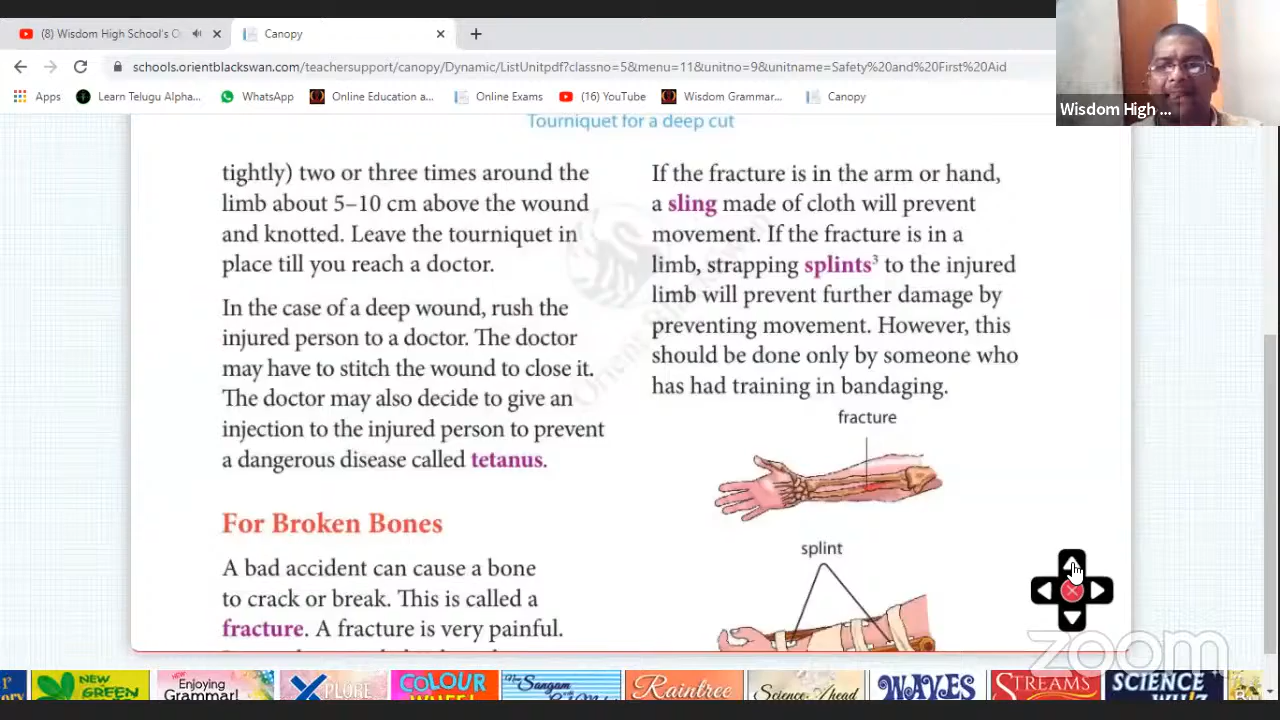 (8) Wisdom High School's O
Canopy
schools.orientblackswan.com/teachersupport/canopy/DynamyListUnitpdf?classno=5&menu=11&unitno=9&unitname=Safety%20and%20First%20Aid
Apps
Learn Telugu Alpha...
WhatsApp
Online Education a...
Online Exams
(16) YouTube
Wisdom Grammar...
Canopy
Wisdom High ...
Tourniquet for a deep cut
tightly) two or three times around the
limb about 5–10 cm above the wound
and knotted. Leave the tourniquet in
place till you reach a doctor.
In the case of a deep wound, rush the
injured person to a doctor. The doctor
may have to stitch the wound to close it.
The doctor may also decide to give an
injection to the injured person to prevent
a dangerous disease called tetanus.
For Broken Bones
A bad accident can cause a bone
to crack or break. This is called a
fracture. A fracture is very painful.
If the fracture is in the arm or hand,
a sling made of cloth will prevent
movement. If the fracture is in a
limb, strapping splints³ to the injured
limb will prevent further damage by
preventing movement. However, this
should be done only by someone who
has had training in bandaging.
fracture
splint
zoom
NEW
GREEN
Enjoying
Grammar
XPLORE
COLOUR
New Sangam
Raintree
Science Ahead
WAVES
STREAMS
SCIENCE
WHIZ